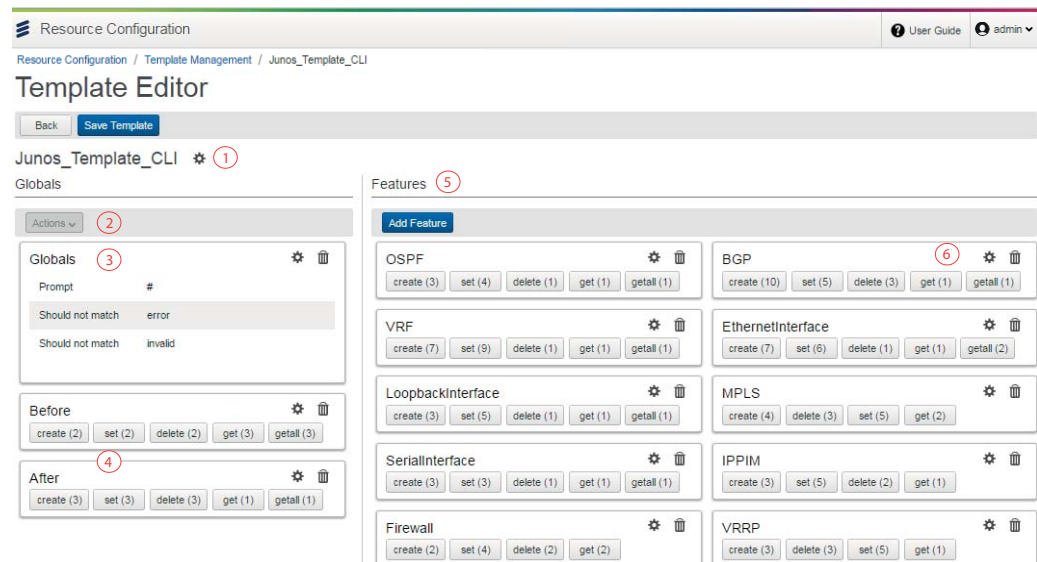 Resource Configuration
User Guide
admin
Resource Configuration / Template Management / Junos_Template_CLI
Template Editor
Back
Save Template
Junos_Template_CLI
1
Globals
Actions
2
Globals
3
Prompt #
Should not match error
Should not match invalid
Before
create (2) set (2) delete (2) get (3) getall (3)
4
After
create (3) set (3) delete (3) get (1) getall (1)
Features
5
Add Feature
OSPF
create (3) set (4) delete (1) get (1) getall (1)
BGP
6
create (10) set (5) delete (3) get (1) getall (1)
VRF
create (7) set (9) delete (1) get (1) getall (1)
EthernetInterface
create (7) set (6) delete (1) get (1) getall (2)
LoopbackInterface
create (3) set (5) delete (1) get (1) getall (1)
MPLS
create (4) delete (3) set (5) get (2)
SerialInterface
create (3) set (3) delete (1) get (1) getall (1)
IPPIM
create (3) set (5) delete (2) get (1)
Firewall
create (2) set (4) delete (2) get (2)
VRRP
create (3) delete (3) set (5) get (1)